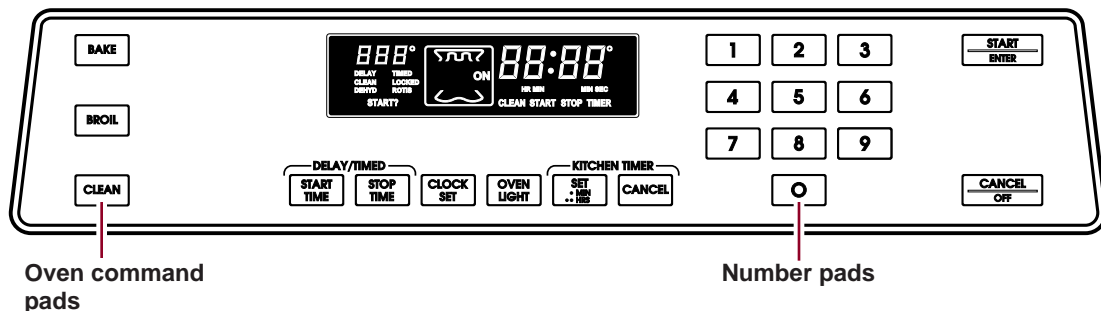 BAKE
BROIL
CLEAN
888°
DELAY TIMED
CLEAN LOCKED
DEHYD ROTIS
START?
ON
88:88°
HR MIN MIN SEC
CLEAN START STOP TIMER
DELAY/TIMED
START
TIME
STOP
TIME
CLOCK
SET
OVEN
LIGHT
KITCHEN TIMER
SET
• MIN
•• HRS
CANCEL
1 2 3
4 5 6
7 8 9
0
START
ENTER
CANCEL
OFF
Oven command
pads
Number pads